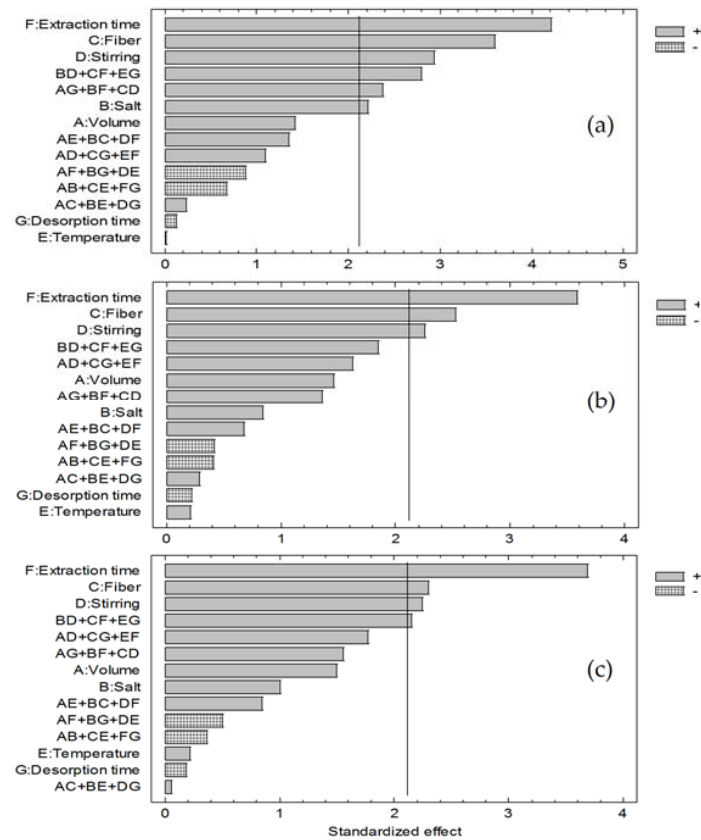 F:Extraction time
C:Fiber
D:Stirring
BD+CF+EG
AG+BF+CD
B:Salt
A:Volume
AE+BC+DF
AD+CG+EF
AF+BG+DE
AB+CE+FG
AC+BE+DG
G:Desorption time
E:Temperature
+
-
(a)
0 1 2 3 4 5
F:Extraction time
C:Fiber
D:Stirring
BD+CF+EG
AD+CG+EF
A:Volume
AG+BF+CD
B:Salt
AE+BC+DF
AF+BG+DE
AB+CE+FG
AC+BE+DG
G:Desorption time
E:Temperature
+
-
(b)
0 1 2 3 4
F:Extraction time
C:Fiber
D:Stirring
BD+CF+EG
AD+CG+EF
AG+BF+CD
A:Volume
B:Salt
AE+BC+DF
AF+BG+DE
AB+CE+FG
E:Temperature
G:Desorption time
AC+BE+DG
+
-
(c)
0 1 2 3 4
Standardized effect